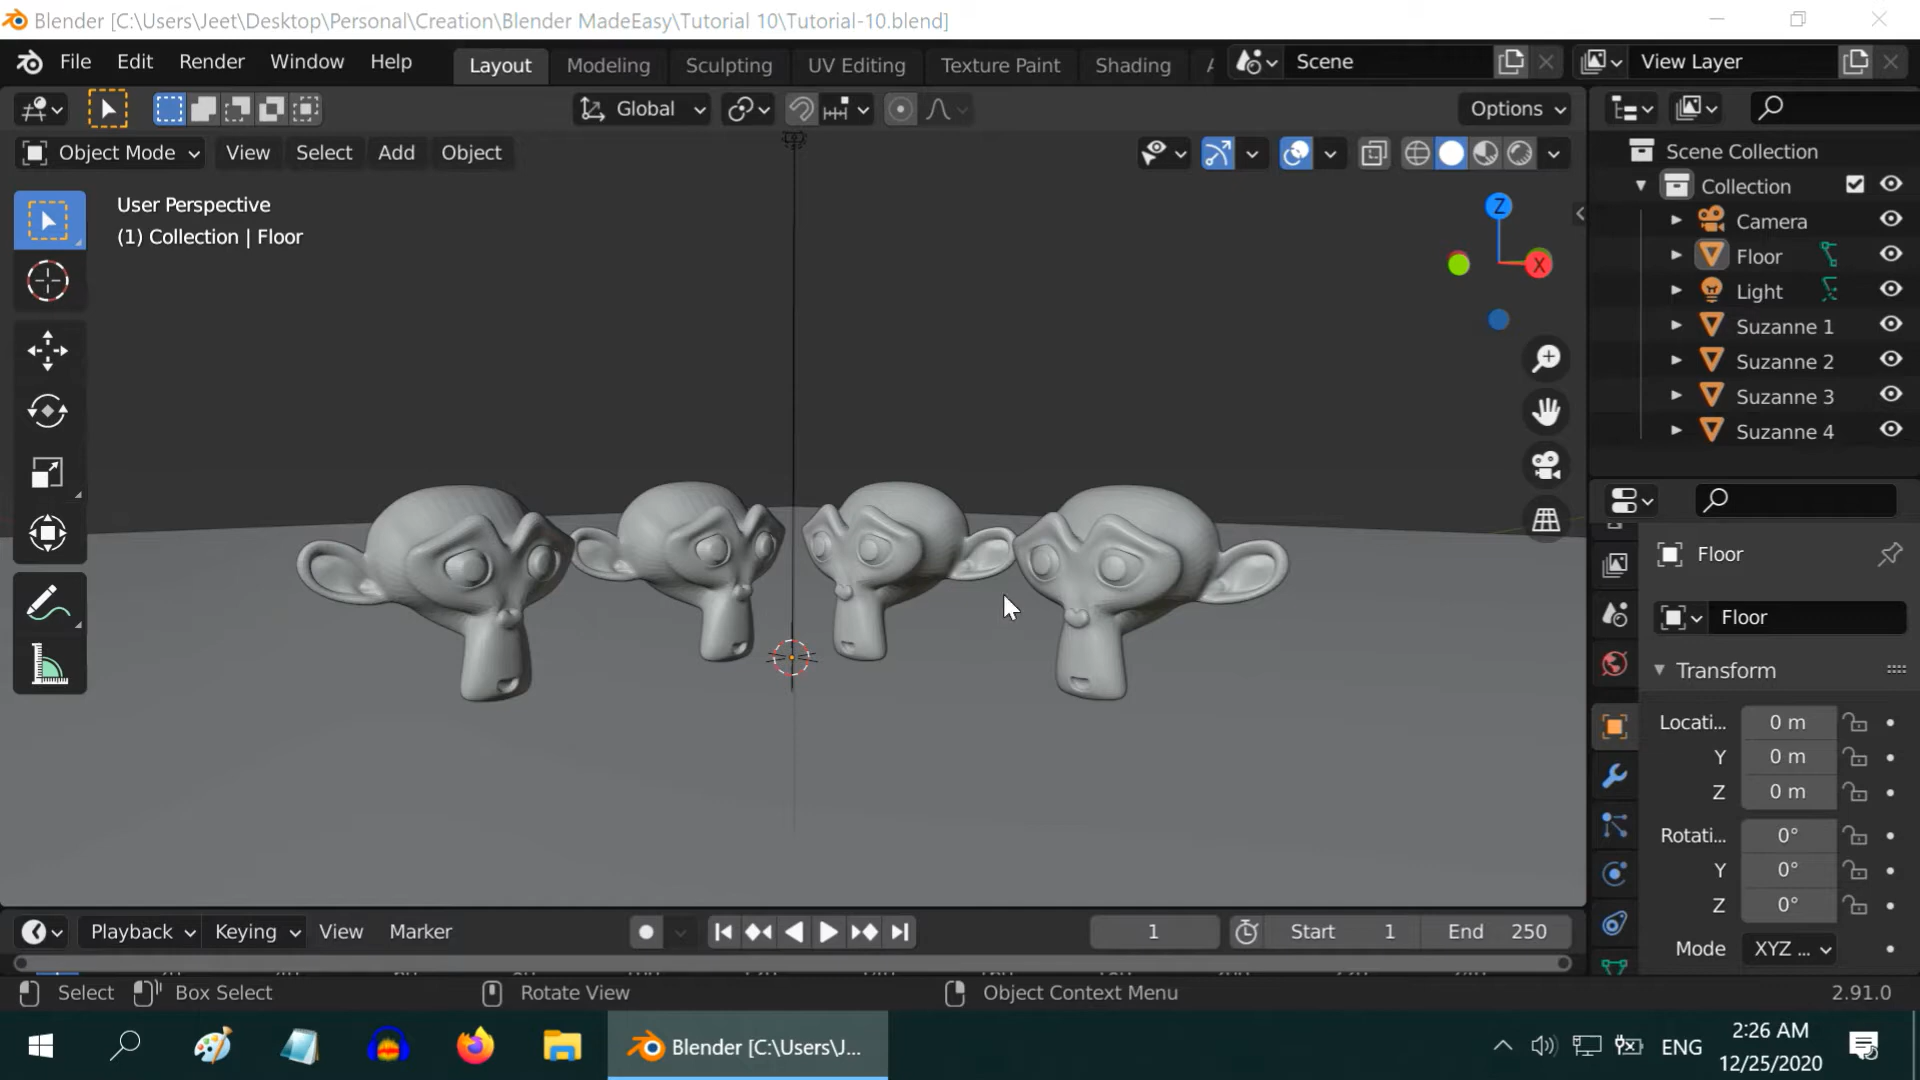 Blender [C:\Users\Jeet\Desktop\Personal\Creation\Blender MadeEasy\Tutorial 10\Tutorial-10.blend]
File Edit Render Window Help Layout Modeling Sculpting UV Editing Texture Paint Shading Scene View Layer
Global Options
Object Mode View Select Add Object
User Perspective
(1) Collection | Floor
Z
X
Scene Collection
Collection
Camera
Floor
Light
Suzanne 1
Suzanne 2
Suzanne 3
Suzanne 4
Floor
Floor
Transform
Locati... 0 m
Y 0 m
Z 0 m
Rotati... 0°
Y 0°
Z 0°
Mode XYZ ...
Playback Keying View Marker 1 Start 1 End 250
Select Box Select Rotate View Object Context Menu 2.91.0
Blender [C:\Users\J... ENG
2:26 AM
12/25/2020